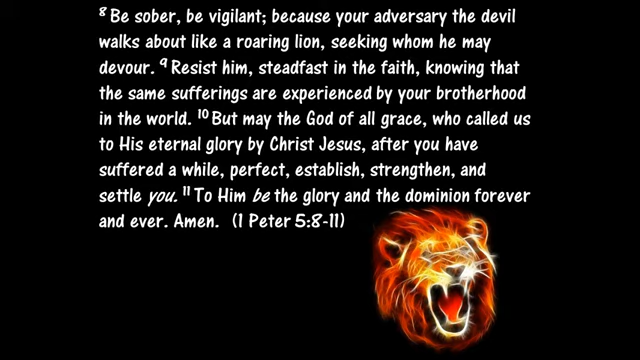 ⁸ Be sober, be vigilant; because your adversary the devil
walks about like a roaring lion, seeking whom he may
devour. ⁹ Resist him, steadfast in the faith, knowing that
the same sufferings are experienced by your brotherhood
in the world. ¹⁰ But may the God of all grace, who called us
to His eternal glory by Christ Jesus, after you have
suffered a while, perfect, establish, strengthen, and
settle you. ¹¹ To Him be the glory and the dominion forever
and ever. Amen. (1 Peter 5:8-11)